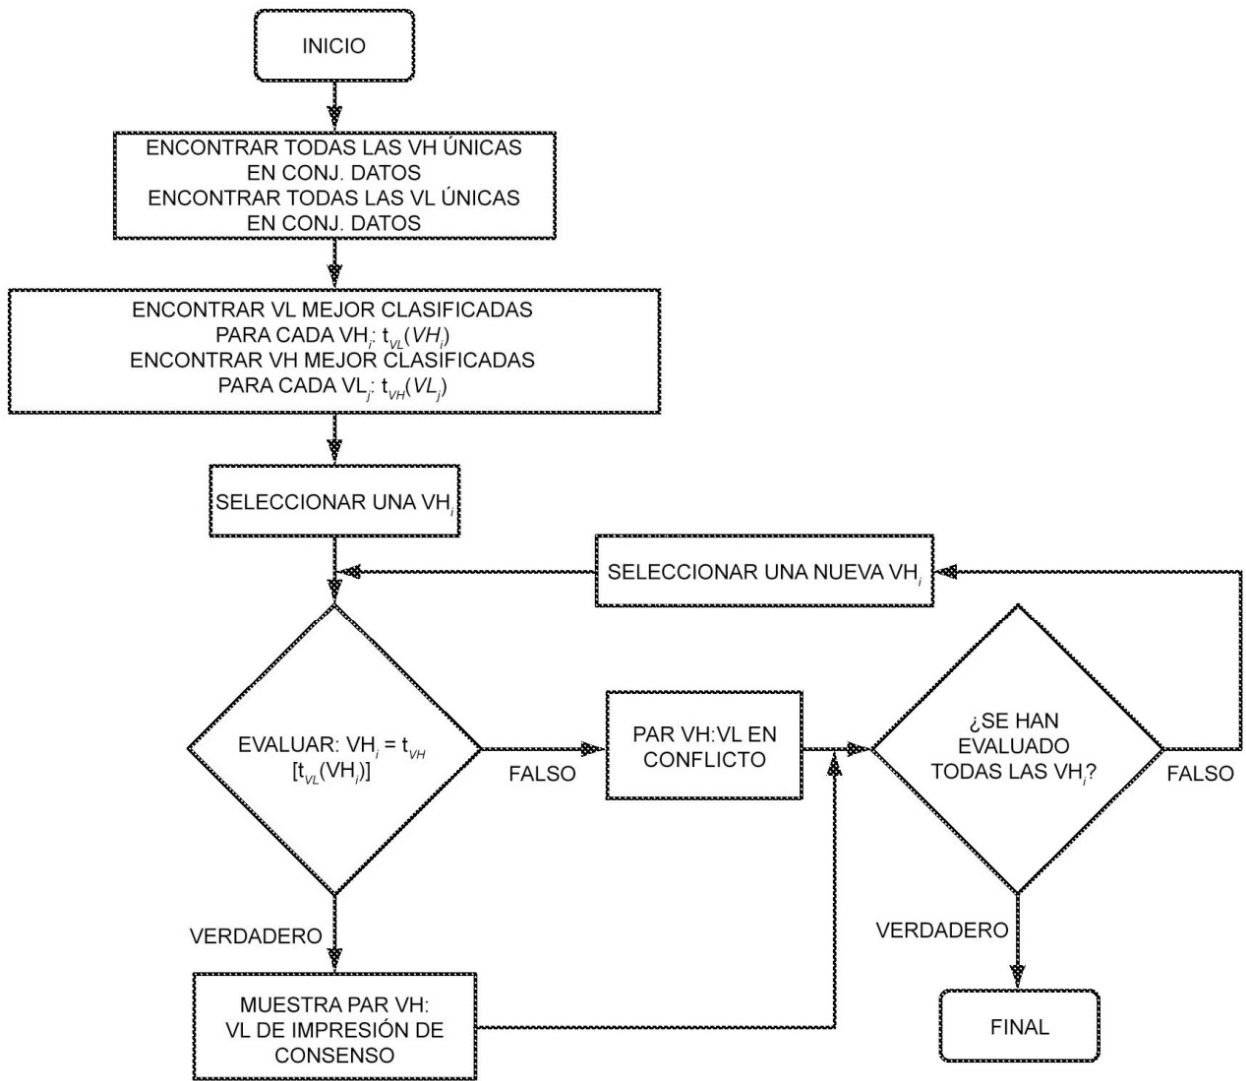 INICIO
ENCONTRAR TODAS LAS VH ÚNICAS
EN CONJ. DATOS
ENCONTRAR TODAS LAS VL ÚNICAS
EN CONJ. DATOS
ENCONTRAR VL MEJOR CLASIFICADAS
PARA CADA VHi: tVL(VHi)
ENCONTRAR VH MEJOR CLASIFICADAS
PARA CADA VLj: tVH(VLj)
SELECCIONAR UNA VHi
SELECCIONAR UNA NUEVA VHi
EVALUAR: VHi = tVH
[tVL(VHi)]
FALSO
PAR VH:VL EN
CONFLICTO
¿SE HAN
EVALUADO
TODAS LAS VHi?
FALSO
VERDADERO
VERDADERO
MUESTRA PAR VH:
VL DE IMPRESIÓN DE
CONSENSO
FINAL